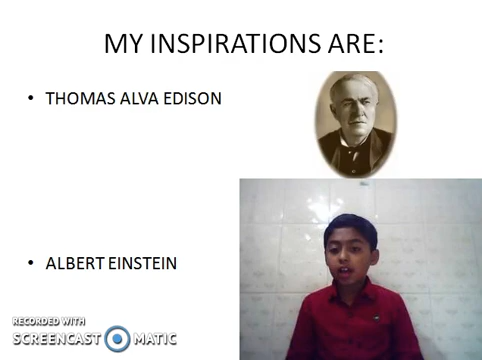 MY INSPIRATIONS ARE:
• THOMAS ALVA EDISON
• ALBERT EINSTEIN
RECORDED WITH
SCREENCAST MATIC